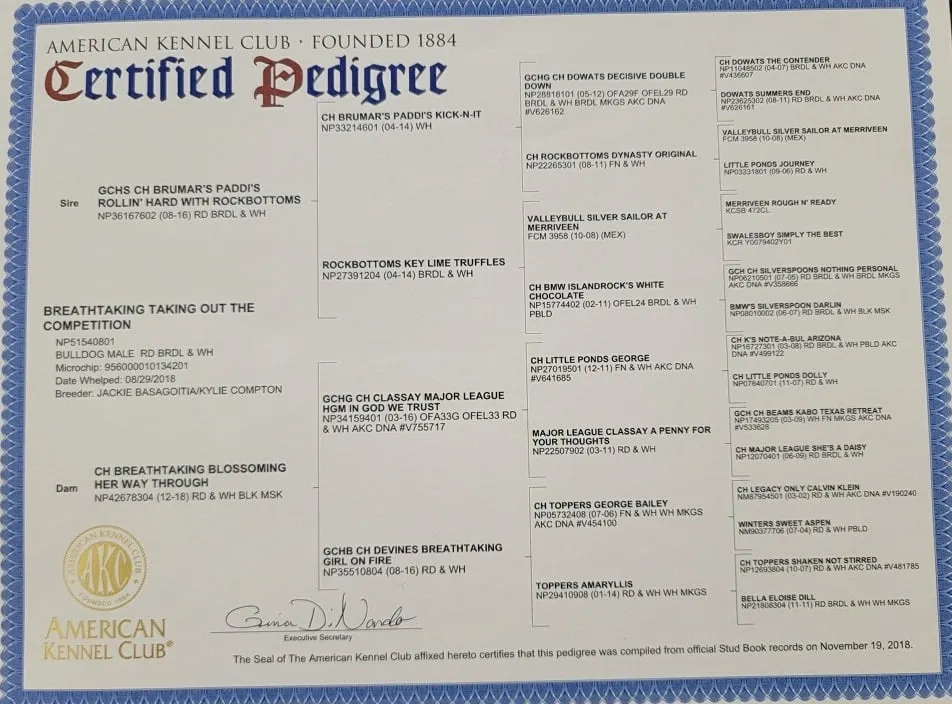 AMERICAN KENNEL CLUB · FOUNDED 1884
Certified Pedigree
Sire
GCHS CH BRUMAR'S PADDI'S
ROLLIN' HARD WITH ROCKBOTTOMS
NP36167602 (08-16) RD BRDL & WH
BREATHTAKING TAKING OUT THE
COMPETITION
NP51540801
BULLDOG MALE RD BRDL & WH
Microchip: 956000010134201
Date Whelped: 08/29/2018
Breeder: JACKIE BASAGOITIA/KYLIE COMPTON
Dam
CH BREATHTAKING BLOSSOMING
HER WAY THROUGH
NP42678304 (12-18) RD & WH BLK MSK
CH BRUMAR'S PADDI'S KICK-N-IT
NP33214601 (04-14) WH
ROCKBOTTOMS KEY LIME TRUFFLES
NP27391204 (04-14) BRDL & WH
GCHG CH CLASSAY MAJOR LEAGUE
HGM IN GOD WE TRUST
NP34159401 (03-16) OFA33G OFEL33 RD
& WH AKC DNA #V755717
GCHB CH DEVINES BREATHTAKING
GIRL ON FIRE
NP35510804 (08-16) RD & WH
GCHG CH DOWATS DECISIVE DOUBLE
DOWN
NP28818101 (05-12) OFA29F OFEL29 RD
BRDL & WH BRDL MKGS AKC DNA
#V626162
CH ROCKBOTTOMS DYNASTY ORIGINAL
NP22265301 (08-11) FN & WH
VALLEYBULL SILVER SAILOR AT
MERRIVEEN
FCM 3958 (10-08) (MEX)
CH BMW ISLANDROCK'S WHITE
CHOCOLATE
NP15774402 (02-11) OFEL24 BRDL & WH
PBLD
CH LITTLE PONDS GEORGE
NP27019501 (12-11) FN & WH AKC DNA
#V641685
MAJOR LEAGUE CLASSAY A PENNY FOR
YOUR THOUGHTS
NP22507902 (03-11) RD & WH
CH TOPPERS GEORGE BAILEY
NP05732408 (07-06) FN & WH WH MKGS
AKC DNA #V454100
TOPPERS AMARYLLIS
NP29410908 (01-14) RD & WH WH MKGS
CH DOWATS THE CONTENDER
NP11048502 (04-07) BRDL & WH AKC DNA
#V436607
DOWATS SUMMERS END
NP23625302 (08-11) RD BRDL & WH AKC DNA
#V626161
VALLEYBULL SILVER SAILOR AT MERRIVEEN
FCM 3958 (10-08) (MEX)
LITTLE PONDS JOURNEY
NP03331801 (09-06) RD & WH
MERRIVEEN ROUGH N' READY
KCSB 472CL
SWALESBOY SIMPLY THE BEST
KCR Y0079402Y01
GCH CH SILVERSPOONS NOTHING PERSONAL
NP06210501 (07-05) RD BRDL & WH BRDL MKGS
AKC DNA #V358666
BMW'S SILVERSPOON DARLIN
NP08010002 (06-07) RD BRDL & WH BLK MSK
CH K'S NOTE-A-BUL ARIZONA
NP16727301 (03-08) RD BRDL & WH PBLD AKC
DNA #V499122
CH LITTLE PONDS DOLLY
NP07640701 (11-07) RD & WH
GCH CH BEAMS KABO TEXAS RETREAT
NP17493205 (03-09) WH FN MKGS AKC DNA
#V533628
CH MAJOR LEAGUE SHE'S A DAISY
NP12070401 (06-09) RD BRDL & WH
CH LEGACY ONLY CALVIN KLEIN
NM87954501 (03-02) RD & WH AKC DNA #V190240
WINTERS SWEET ASPEN
NM90377706 (07-04) RD & WH PBLD
CH TOPPERS SHAKEN NOT STIRRED
NP12693804 (10-07) RD & WH AKC DNA #V481785
BELLA ELOISE DILL
NP21808304 (11-11) RD BRDL & WH WH MKGS
AMERICAN KENNEL CLUB
AKC
FOUNDED 1884
AMERICAN
KENNEL CLUB®
Gina DiNardo
Executive Secretary
The Seal of The American Kennel Club affixed hereto certifies that this pedigree was compiled from official Stud Book records on November 19, 2018.